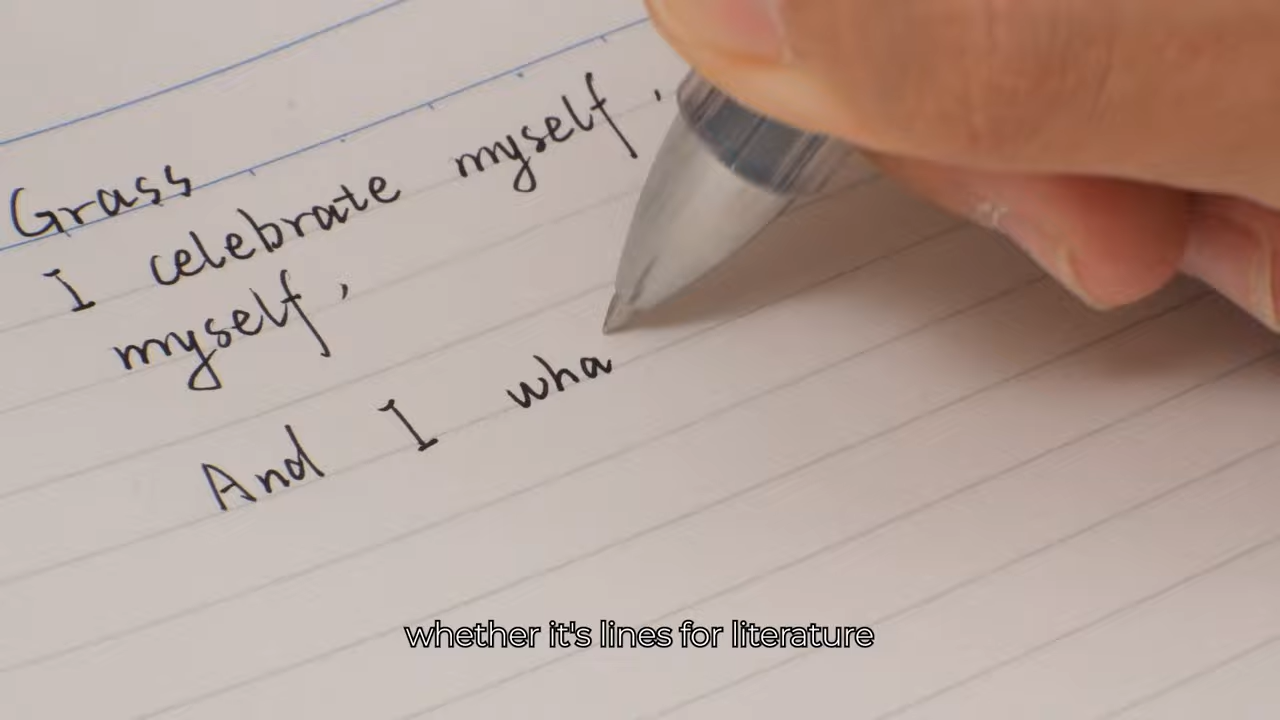 Grass
I celebrate myself,
myself,
And I wha
whether it's lines for literature